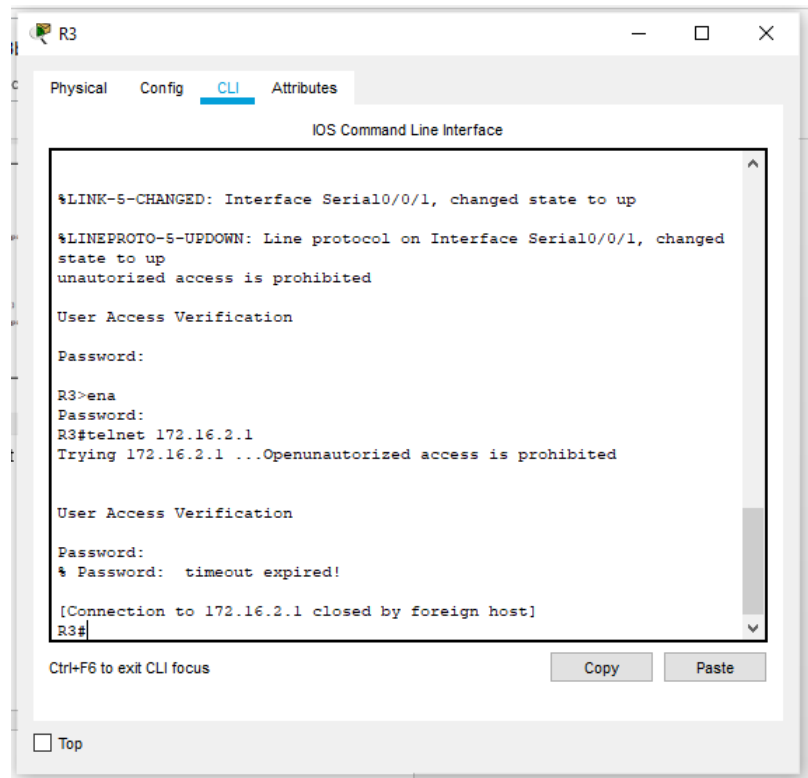 R3
Physical Config CLI Attributes
IOS Command Line Interface
%LINK-5-CHANGED: Interface Serial0/0/1, changed state to up
%LINEPROTO-5-UPDOWN: Line protocol on Interface Serial0/0/1, changed
state to up
unautorized access is prohibited
User Access Verification
Password:
R3>ena
Password:
R3#telnet 172.16.2.1
Trying 172.16.2.1 ...Openunautorized access is prohibited
User Access Verification
Password:
% Password:  timeout expired!
[Connection to 172.16.2.1 closed by foreign host]
R3#
Ctrl+F6 to exit CLI focus
Copy Paste
Top